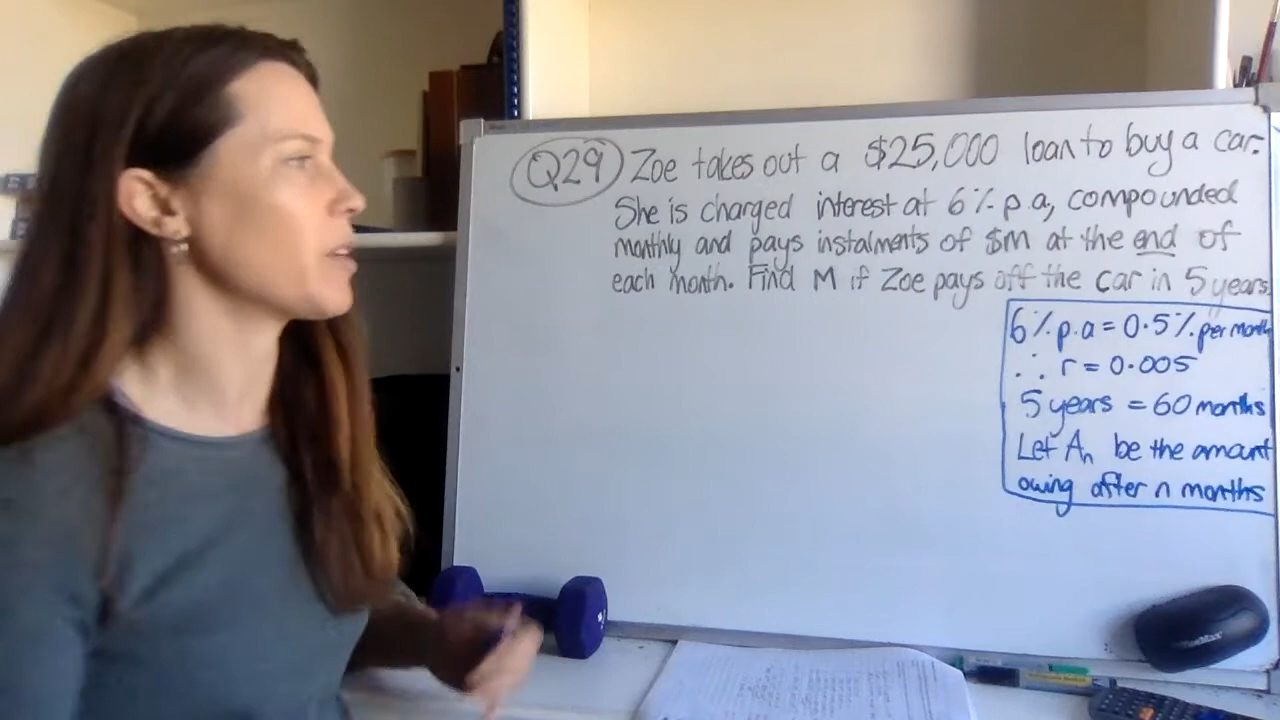 Q29 Zoe takes out a $25,000 loan to buy a car.
She is charged interest at 6% p a, compounded
monthly and pays instalments of $M at the end of
each month. Find M if Zoe pays off the car in 5 years
6% p.a = 0.5% per month
∴ r = 0.005
5 years = 60 months
Let An be the amount
owing after n months